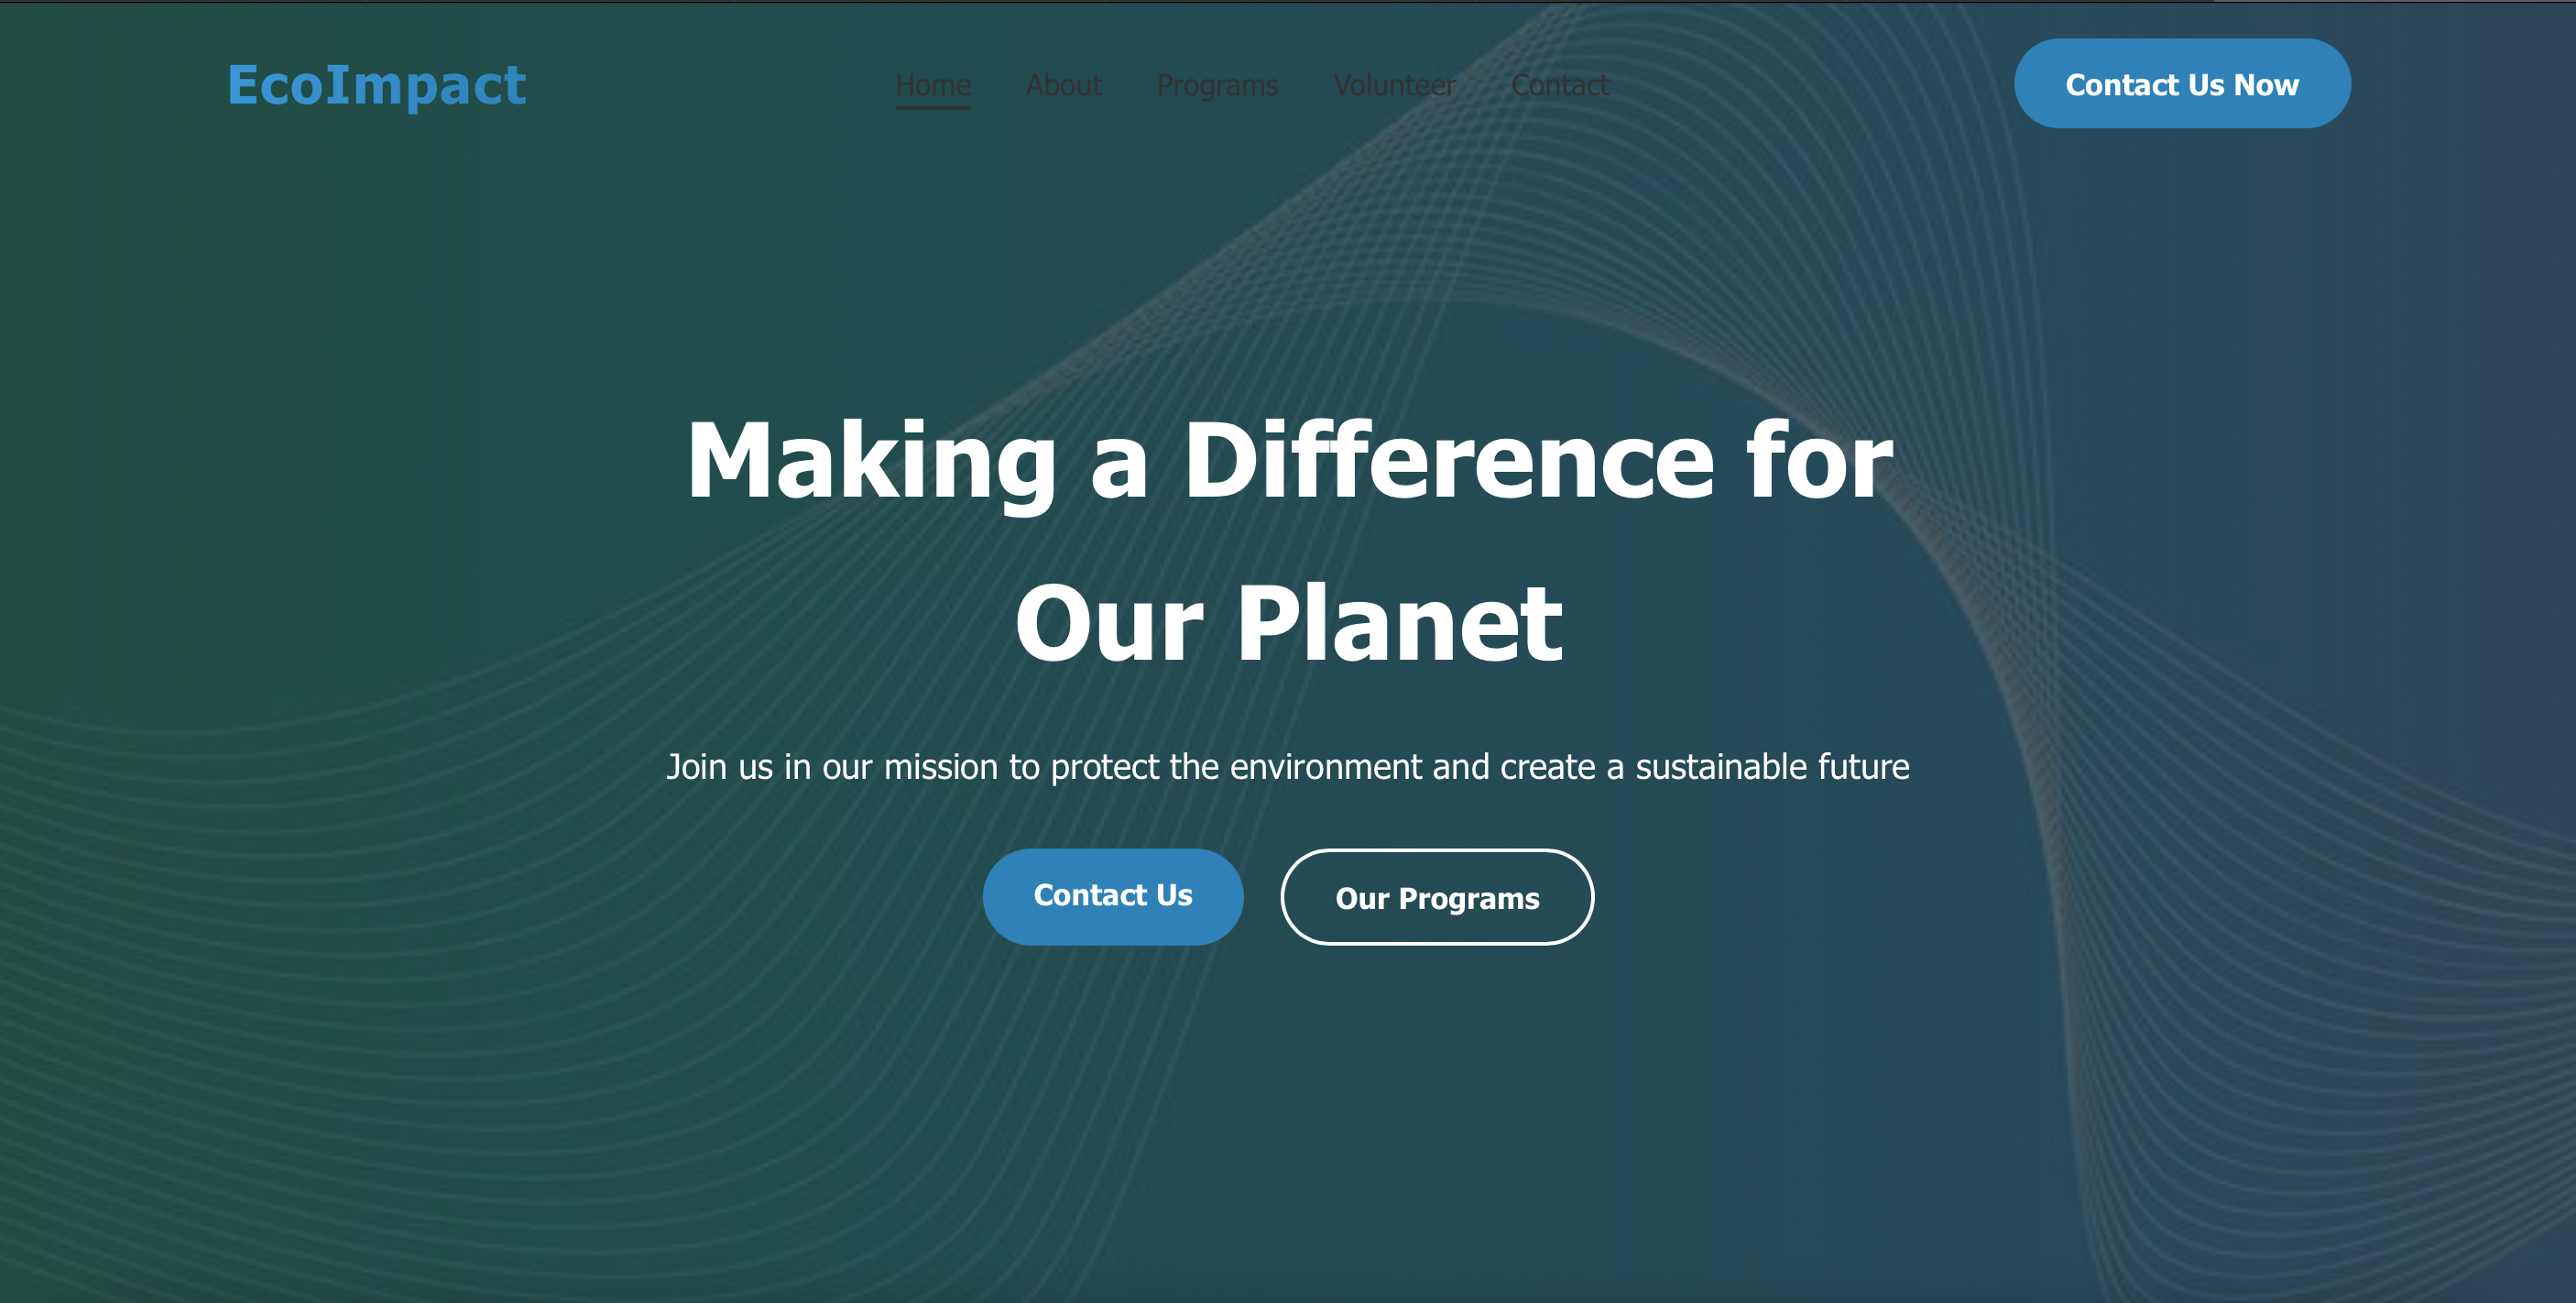 EcoImpact
Home About Programs Volunteer Contact
Contact Us Now
Making a Difference for
Our Planet
Join us in our mission to protect the environment and create a sustainable future
Contact Us
Our Programs